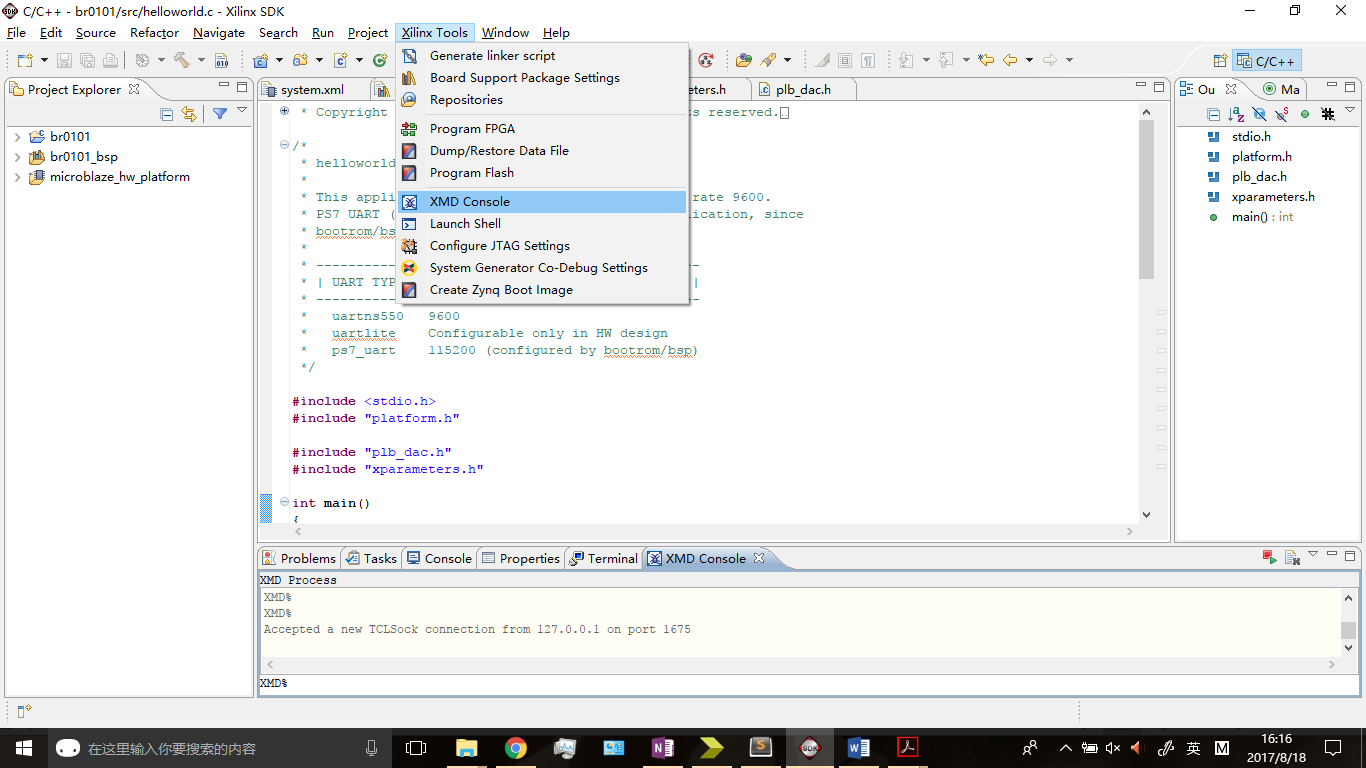 C/C++ - br0101/src/helloworld.c - Xilinx SDK
File Edit Source Refactor Navigate Search Run Project Xilinx Tools Window Help
C/C++
Generate linker script
Board Support Package Settings
Repositories
Program FPGA
Dump/Restore Data File
Program Flash
XMD Console
Launch Shell
Configure JTAG Settings
System Generator Co-Debug Settings
Create Zynq Boot Image
Project Explorer
br0101
br0101_bsp
microblaze_hw_platform
system.xml
eters.h
plb_dac.h
* Copyright
s reserved.
/*
* helloworld
*
* This appli
rate 9600.
* PS7 UART (
lication, since
* bootrom/bs
*
* ----------
--
* | UART TYP
|
* ------------------------------------------------
* uartns550 9600
* uartlite Configurable only in HW design
* ps7_uart 115200 (configured by bootrom/bsp)
*/
#include <stdio.h>
#include "platform.h"
#include "plb_dac.h"
#include "xparameters.h"
int main()
{
Ou
Ma
stdio.h
platform.h
plb_dac.h
xparameters.h
main() : int
Problems Tasks Console Properties Terminal XMD Console
XMD Process
XMD%
XMD%
Accepted a new TCLSock connection from 127.0.0.1 on port 1675
XMD%
在这里输入你要搜索的内容
英
M
16:16
2017/8/18